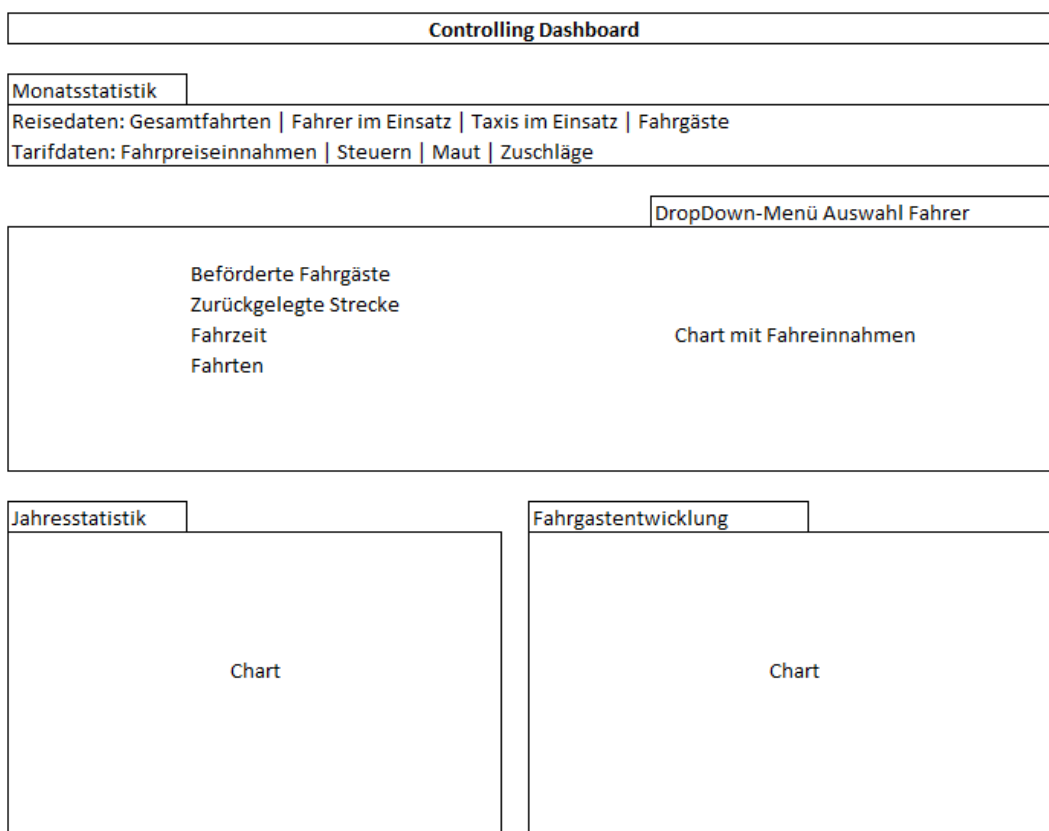 Controlling Dashboard
Monatsstatistik
Reisedaten: Gesamtfahrten | Fahrer im Einsatz | Taxis im Einsatz | Fahrgäste
Tarifdaten: Fahrpreiseinnahmen | Steuern | Maut | Zuschläge
DropDown-Menü Auswahl Fahrer
Beförderte Fahrgäste
Zurückgelegte Strecke
Fahrzeit
Fahrten
Chart mit Fahreinnahmen
Jahresstatistik
Chart
Fahrgastentwicklung
Chart